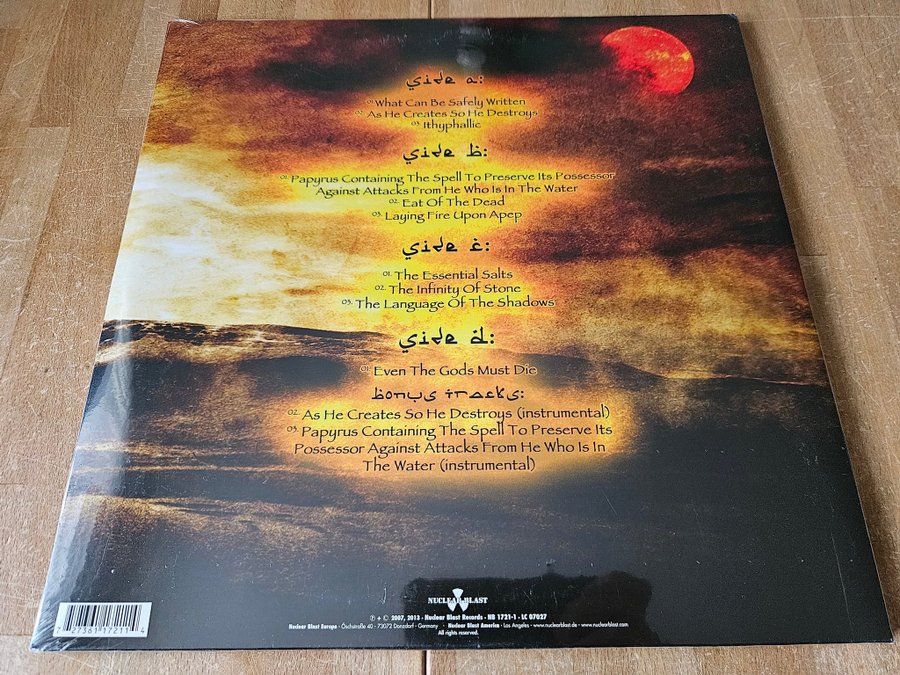 Side a:
01. What Can Be Safely Written
02. As He Creates So He Destroys
03. Ithyphallic
Side b:
01. Papyrus Containing The Spell To Preserve Its Possessor
Against Attacks From He Who Is In The Water
02. Eat Of The Dead
03. Laying Fire Upon Apep
Side c:
01. The Essential Salts
02. The Infinity Of Stone
03. The Language Of The Shadows
Side d:
01. Even The Gods Must Die
bonus tracks:
02. As He Creates So He Destroys (instrumental)
03. Papyrus Containing The Spell To Preserve Its
Possessor Against Attacks From He Who Is In
The Water (instrumental)
NUCLEAR BLAST
℗ + © 2007, 2013 - Nuclear Blast Records - NB 1721-1 - LC 07027
Nuclear Blast Europe - Öschstraße 40 - 73072 Donzdorf - Germany - Nuclear Blast America - Los Angeles - www.nuclearblast.de - www.nuclearblast.com
All rights reserved.
7 27361 17211 4